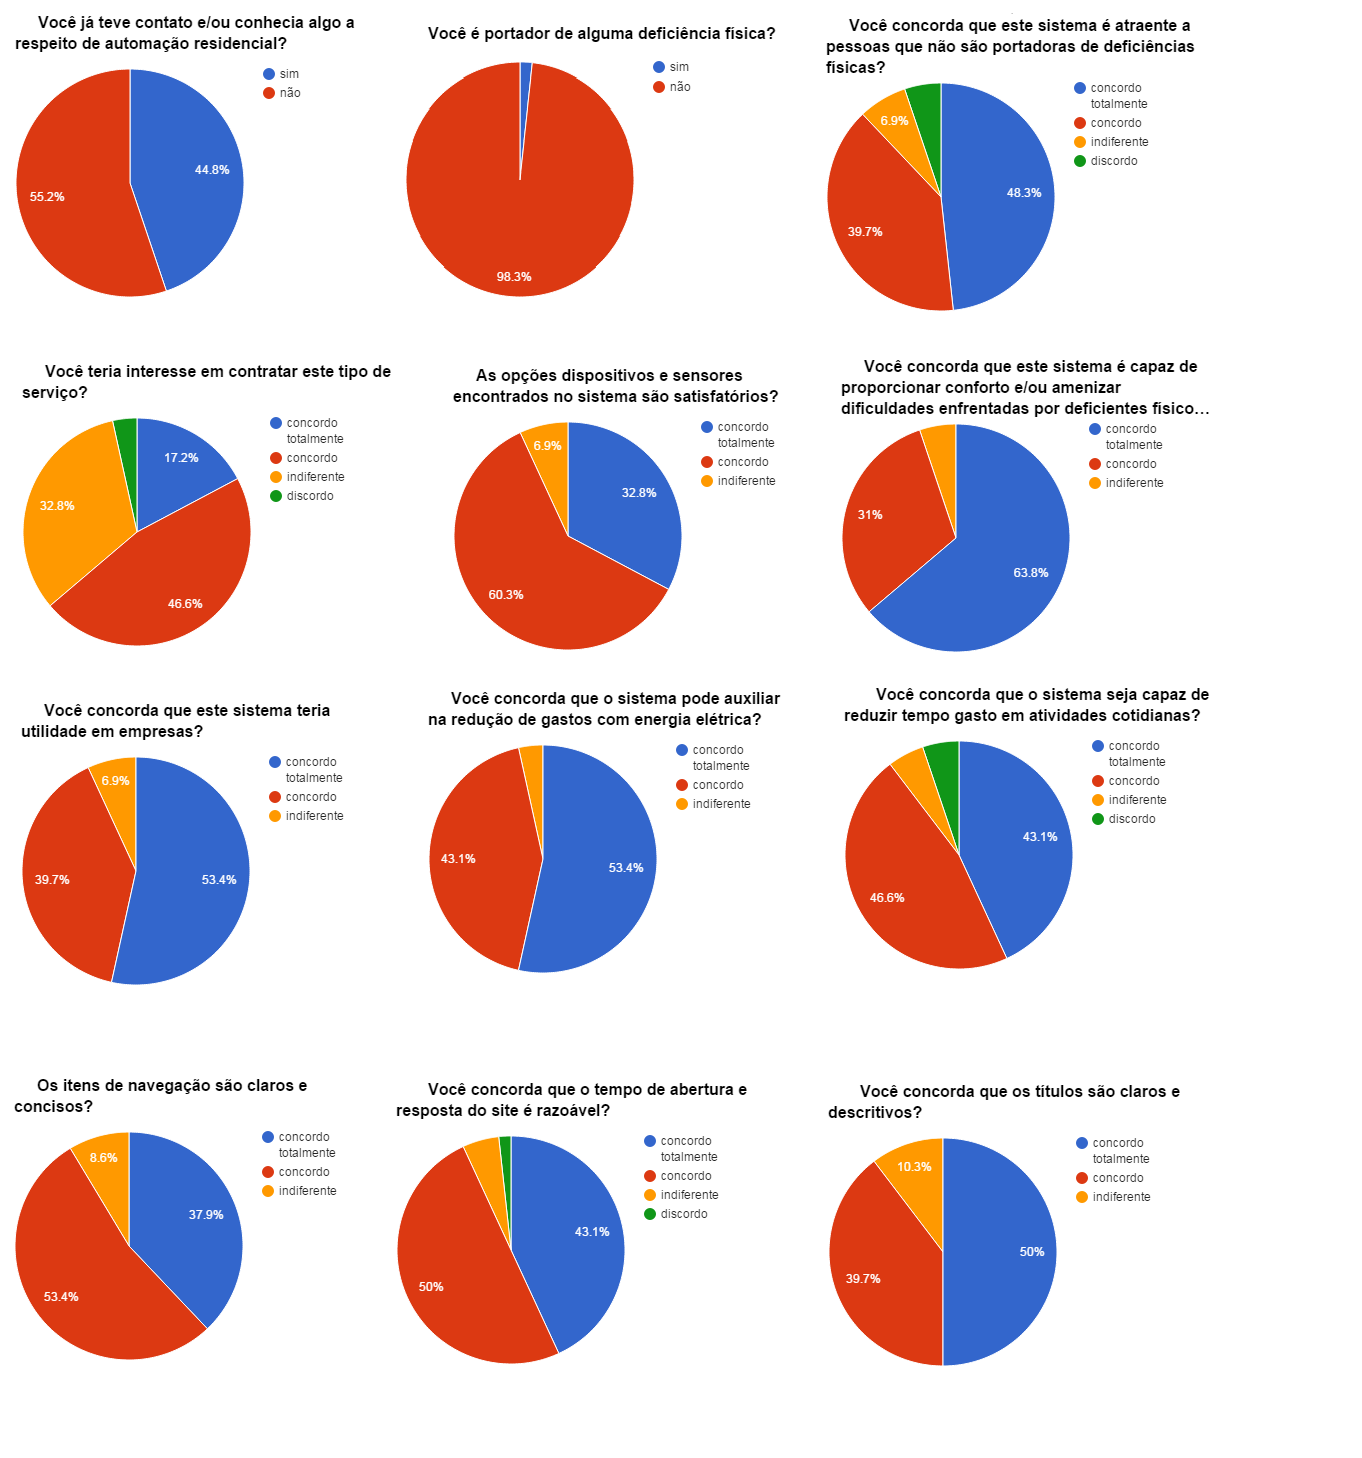 Você já teve contato e/ou conhecia algo a
respeito de automação residencial?
sim
não
44.8%
55.2%
Você é portador de alguma deficiência física?
sim
não
98.3%
Você concorda que este sistema é atraente a
pessoas que não são portadoras de deficiências
físicas?
concordo
totalmente
concordo
indiferente
discordo
6.9%
48.3%
39.7%
Você teria interesse em contratar este tipo de
serviço?
concordo
totalmente
concordo
indiferente
discordo
17.2%
32.8%
46.6%
As opções dispositivos e sensores
encontrados no sistema são satisfatórios?
concordo
totalmente
concordo
indiferente
6.9%
32.8%
60.3%
Você concorda que este sistema é capaz de
proporcionar conforto e/ou amenizar
dificuldades enfrentadas por deficientes físico…
concordo
totalmente
concordo
indiferente
31%
63.8%
Você concorda que este sistema teria
utilidade em empresas?
concordo
totalmente
concordo
indiferente
6.9%
39.7%
53.4%
Você concorda que o sistema pode auxiliar
na redução de gastos com energia elétrica?
concordo
totalmente
concordo
indiferente
43.1%
53.4%
Você concorda que o sistema seja capaz de
reduzir tempo gasto em atividades cotidianas?
concordo
totalmente
concordo
indiferente
discordo
43.1%
46.6%
Os itens de navegação são claros e
concisos?
concordo
totalmente
concordo
indiferente
8.6%
37.9%
53.4%
Você concorda que o tempo de abertura e
resposta do site é razoável?
concordo
totalmente
concordo
indiferente
discordo
43.1%
50%
Você concorda que os títulos são claros e
descritivos?
concordo
totalmente
concordo
indiferente
10.3%
50%
39.7%